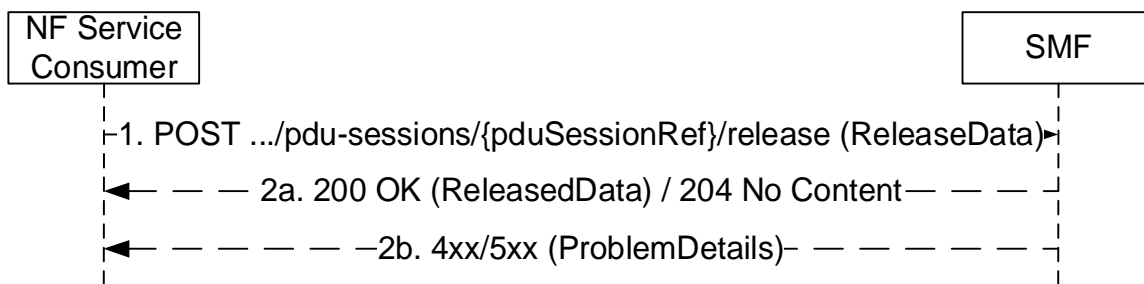 NF Service
Consumer
SMF
1. POST .../pdu-sessions/{pduSessionRef}/release (ReleaseData)
2a. 200 OK (ReleasedData) / 204 No Content
2b. 4xx/5xx (ProblemDetails)